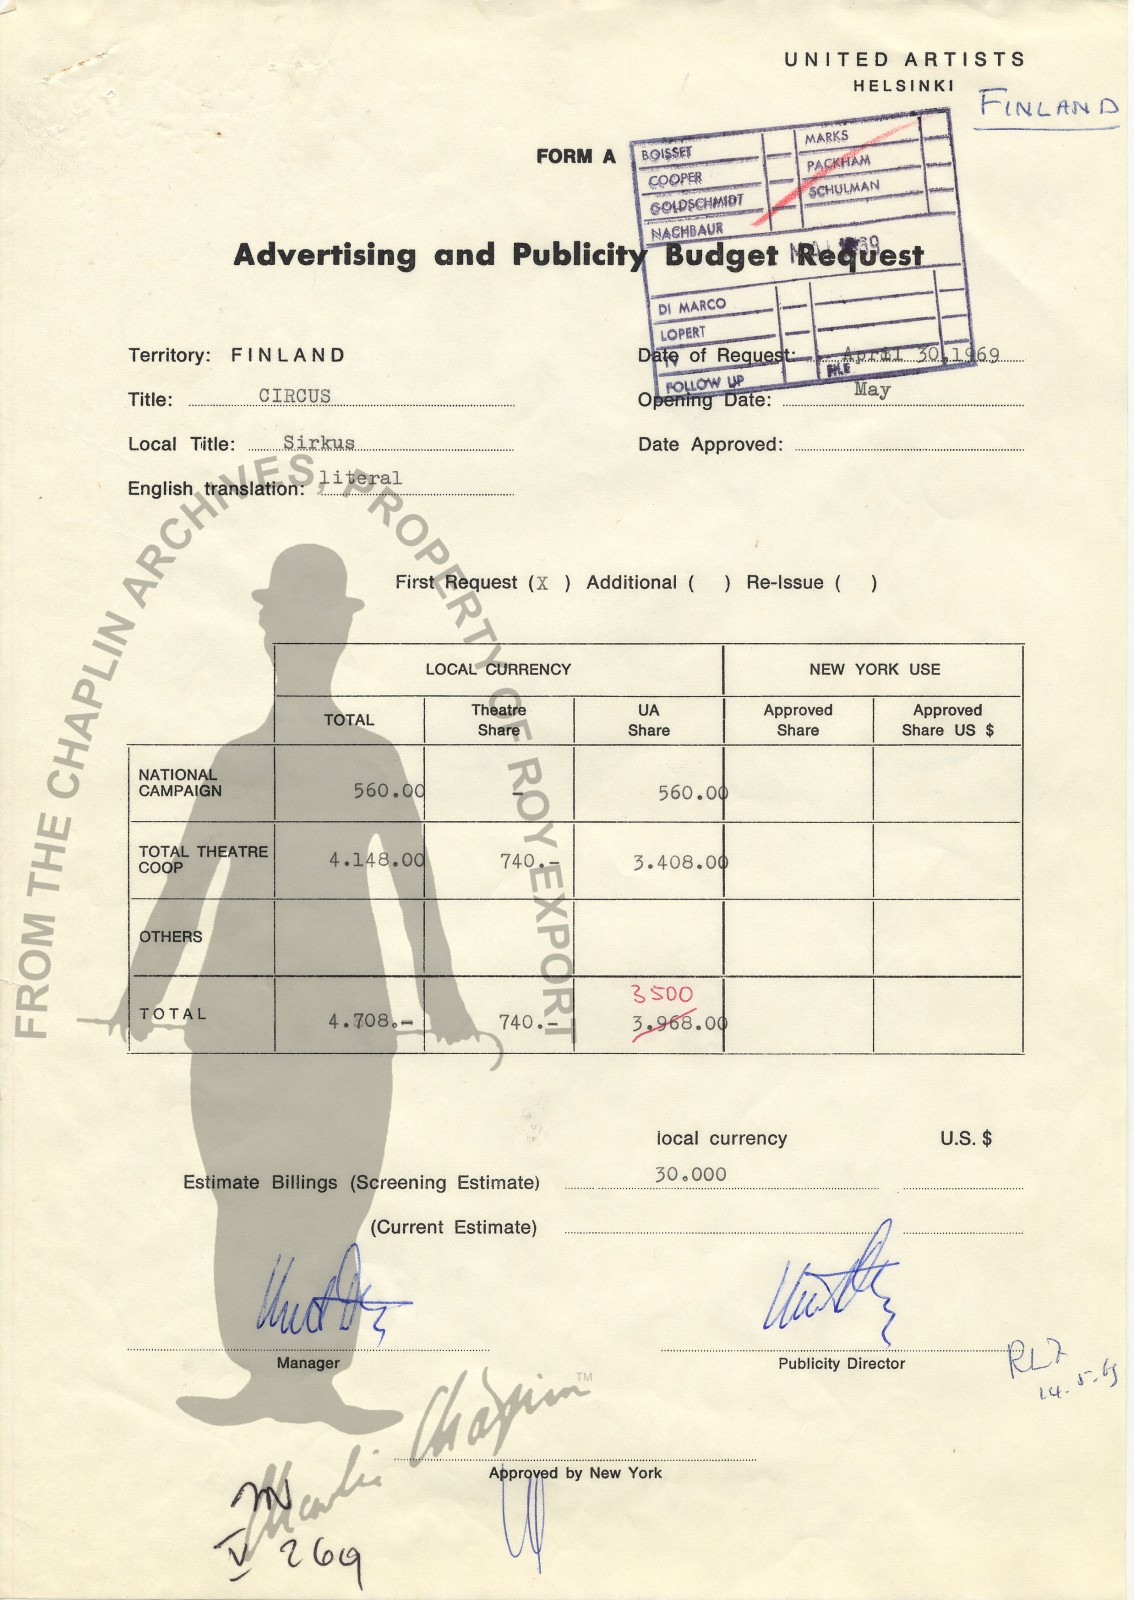 UNITED ARTISTS
HELSINKI
FINLAND
FORM A
BOISSET MARKS
COOPER PACKHAM
GOLDSCHMIDT SCHULMAN
NACHBAUR
DI MARCO
LOPERT
TV
FOLLOW UP FILE
Advertising and Publicity Budget Request
Territory: FINLAND Date of Request: April 30,1969
Title: CIRCUS Opening Date: May
Local Title: Sirkus Date Approved:
English translation: literal
First Request (X) Additional ( ) Re-Issue ( )
LOCAL CURRENCY NEW YORK USE
TOTAL Theatre Share UA Share Approved Share Approved Share US $
NATIONAL CAMPAIGN 560.00 - 560.00
TOTAL THEATRE COOP 4.148.00 740.- 3.408.00
OTHERS
3500
TOTAL 4.708.- 740.- 3.968.00
local currency U.S. $
Estimate Billings (Screening Estimate) 30.000
(Current Estimate)
Manager Publicity Director
14.5.69
Approved by New York
FROM THE CHAPLIN ARCHIVES, PROPERTY OF ROY EXPORT
Charlie Chaplin TM